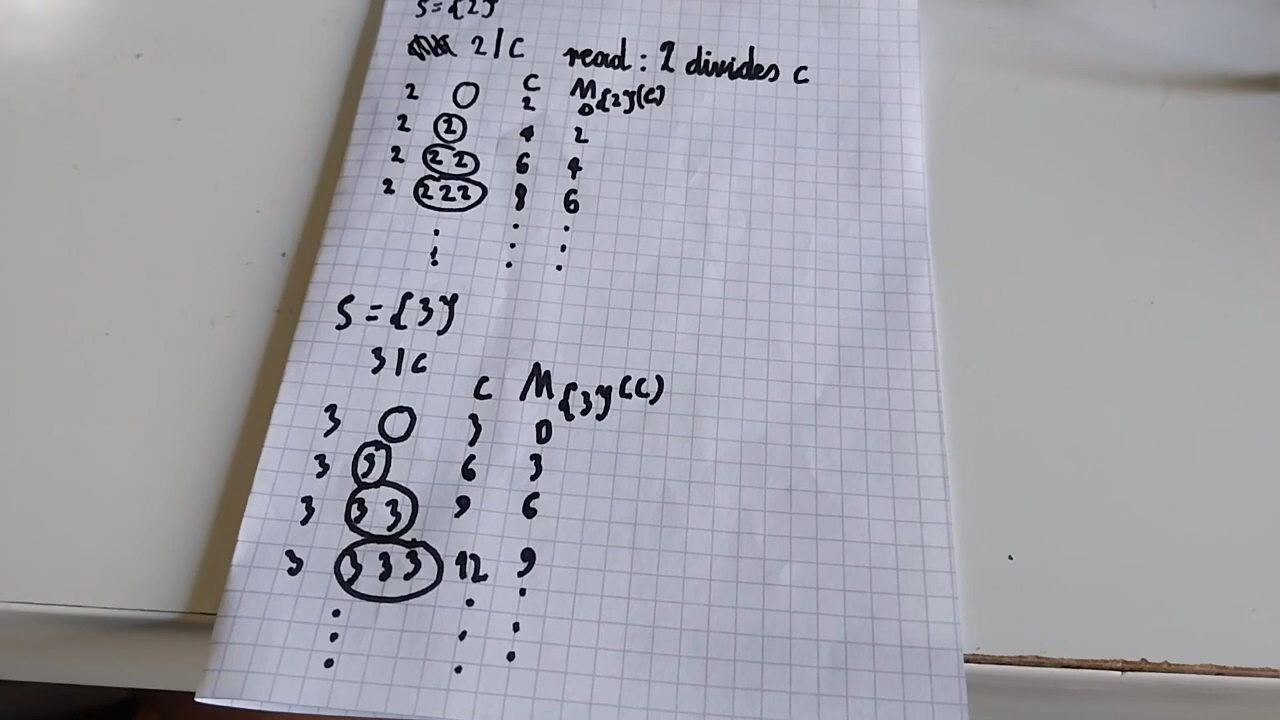 S={2}
2|C read: 2 divides c
C M{2}(C)
2 2 0
2 2 4 2
2 2 2 6 4
2 2 2 2 8 6
S={3}
3|C
C M{3}(C)
3 3 0
3 3 6 3
3 3 3 9 6
3 3 3 3 12 9